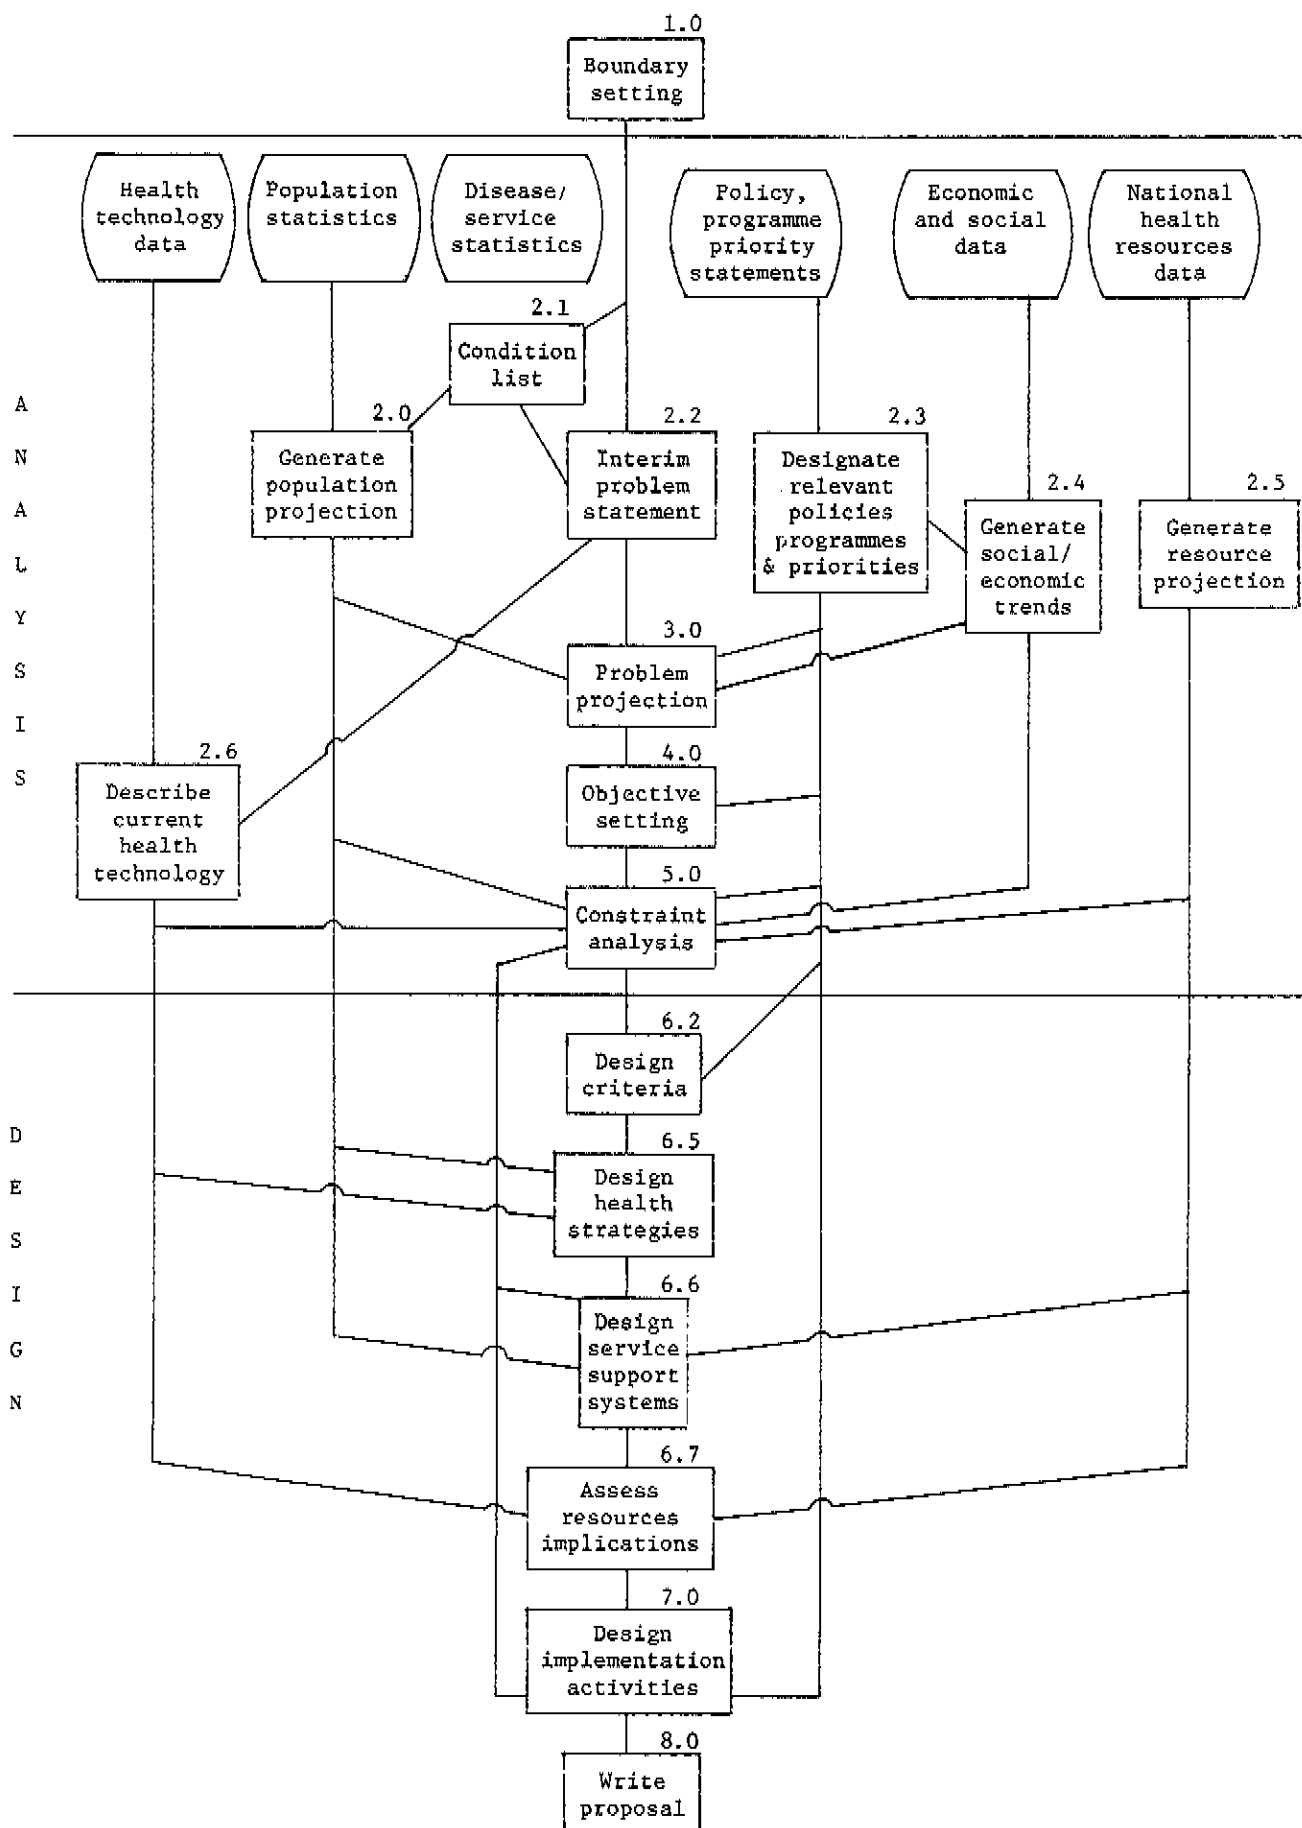 1.0
Boundary
setting
Health
technology
data
Population
statistics
Disease/
service
statistics
Policy,
programme
priority
statements
Economic
and social
data
National
health
resources
data
2.1
Condition
list
2.0
Generate
population
projection
2.2
Interim
problem
statement
2.3
Designate
relevant
policies
programmes
& priorities
2.4
Generate
social/
economic
trends
2.5
Generate
resource
projection
A
N
A
L
Y
S
I
S
3.0
Problem
projection
2.6
Describe
current
health
technology
4.0
Objective
setting
5.0
Constraint
analysis
6.2
Design
criteria
D
E
S
I
G
N
6.5
Design
health
strategies
6.6
Design
service
support
systems
6.7
Assess
resources
implications
7.0
Design
implementation
activities
8.0
Write
proposal